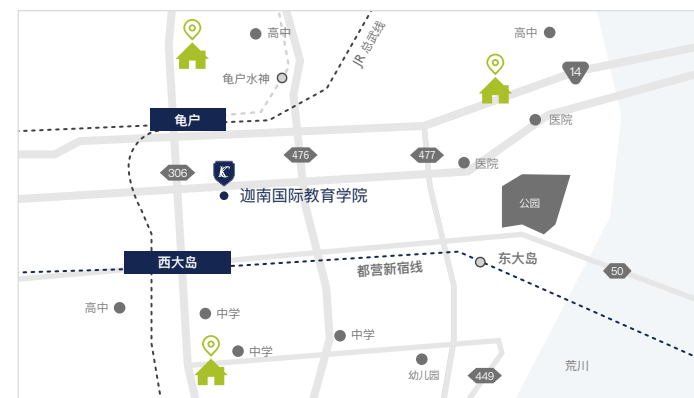 高中
高中
JR 总武线
14
龟户水神
龟户
医院
476
477
医院
306
K
迦南国际教育学院
公园
西大岛
都营新宿线
东大岛
50
高中
中学
中学
中学
幼儿园
荒川
449